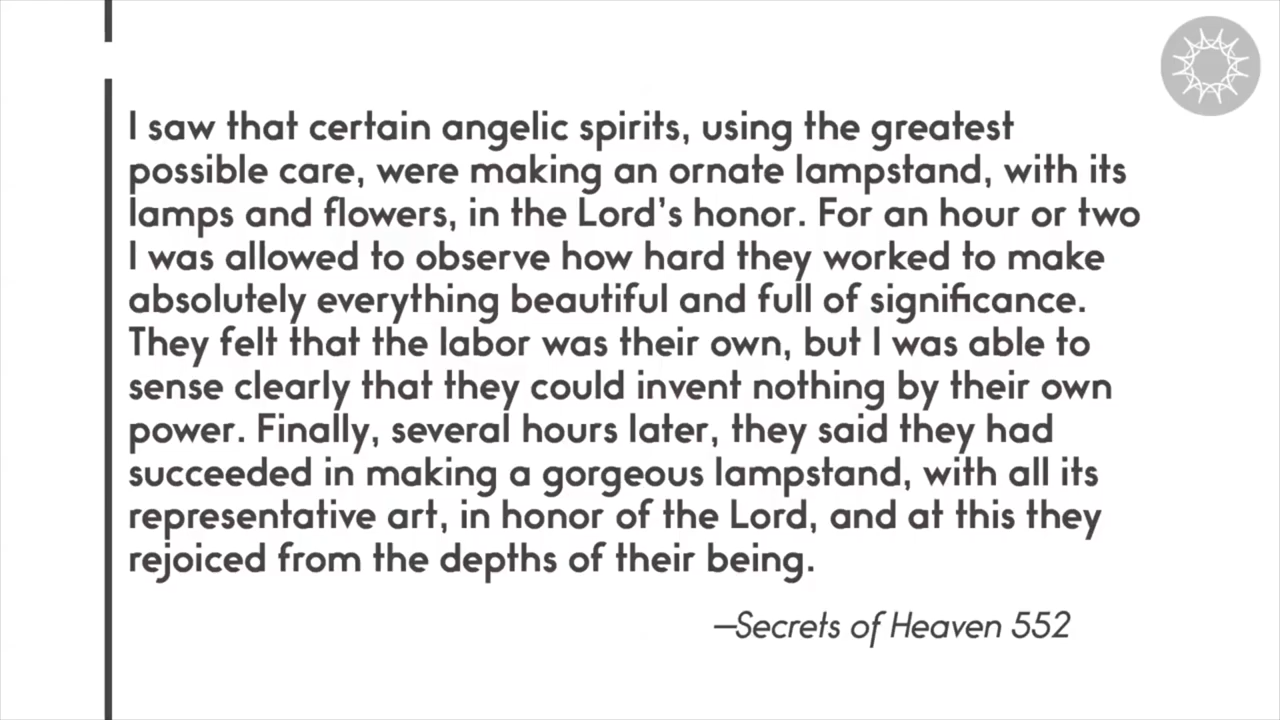 I saw that certain angelic spirits, using the greatest
possible care, were making an ornate lampstand, with its
lamps and flowers, in the Lord's honor. For an hour or two
I was allowed to observe how hard they worked to make
absolutely everything beautiful and full of significance.
They felt that the labor was their own, but I was able to
sense clearly that they could invent nothing by their own
power. Finally, several hours later, they said they had
succeeded in making a gorgeous lampstand, with all its
representative art, in honor of the Lord, and at this they
rejoiced from the depths of their being.
—Secrets of Heaven 552